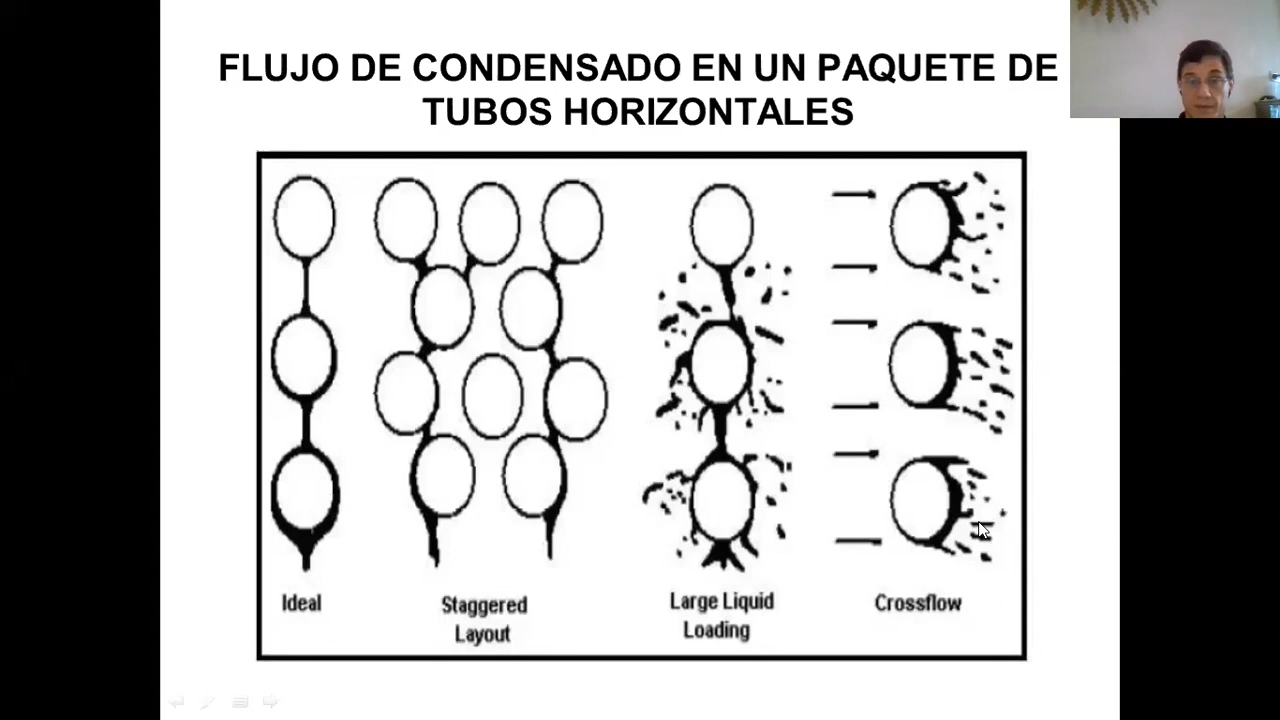 FLUJO DE CONDENSADO EN UN PAQUETE DE
TUBOS HORIZONTALES
Ideal
Staggered
Layout
Large Liquid
Loading
Crossflow